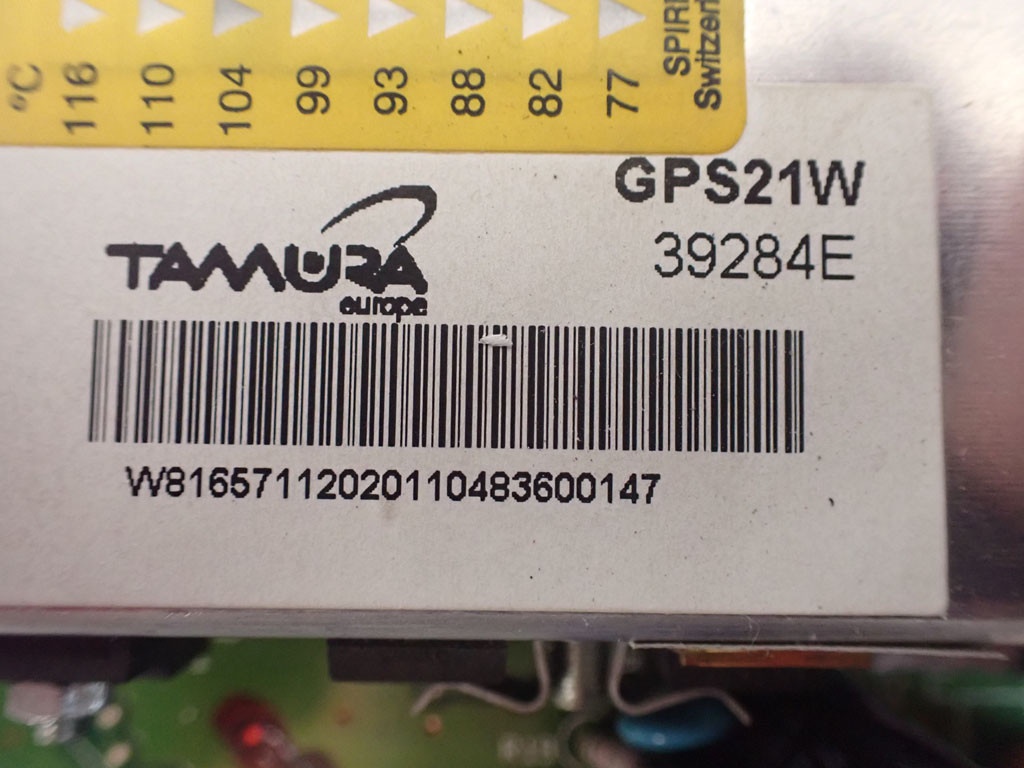 °C
116
110
104
99
93
88
82
77
GPS21W
39284E
TAMURA
europe
W81657112020110483600147